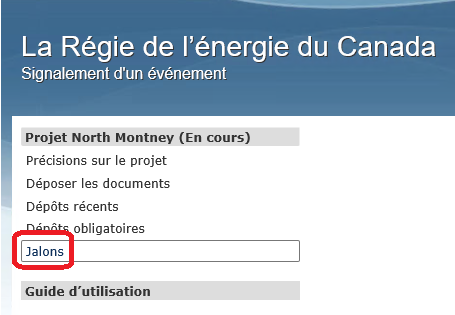 La Régie de l’énergie du Canada
Signalement d'un événement
Projet North Montney (En cours)
Précisions sur le projet
Déposer les documents
Dépôts récents
Dépôts obligatoires
Jalons
Guide d’utilisation